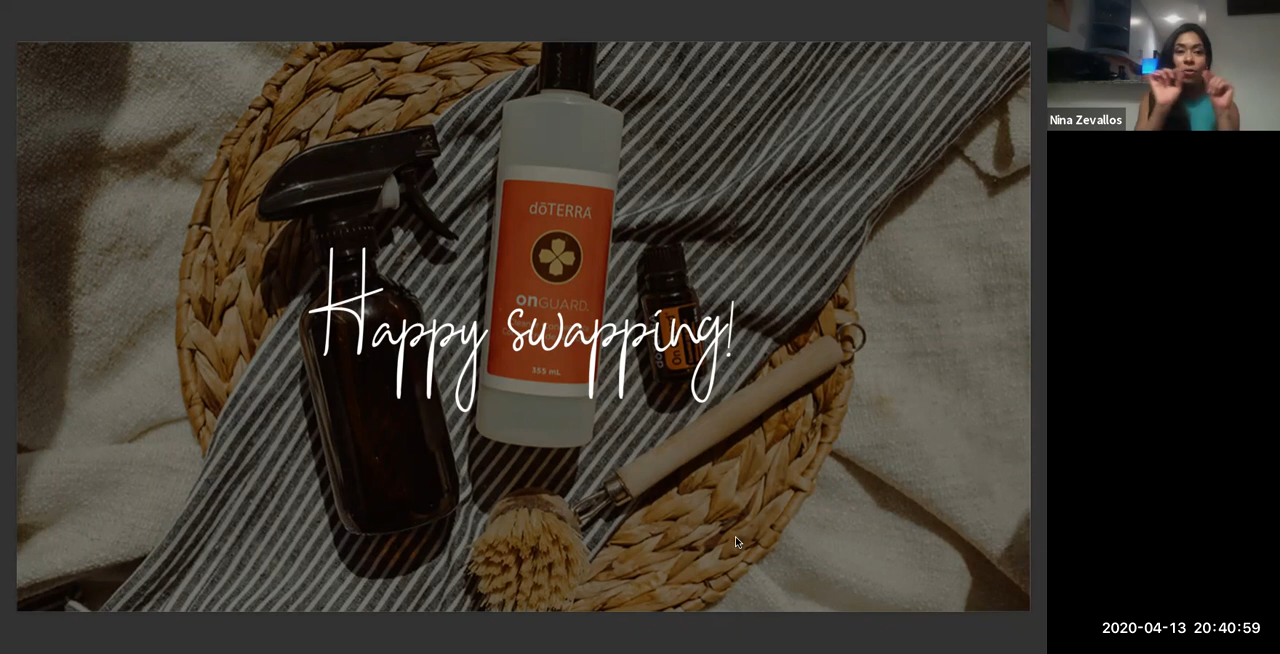 dōTERRA
onGUARD
355 mL
Happy swapping!
Nina Zevallos
2020-04-13 20:40:59